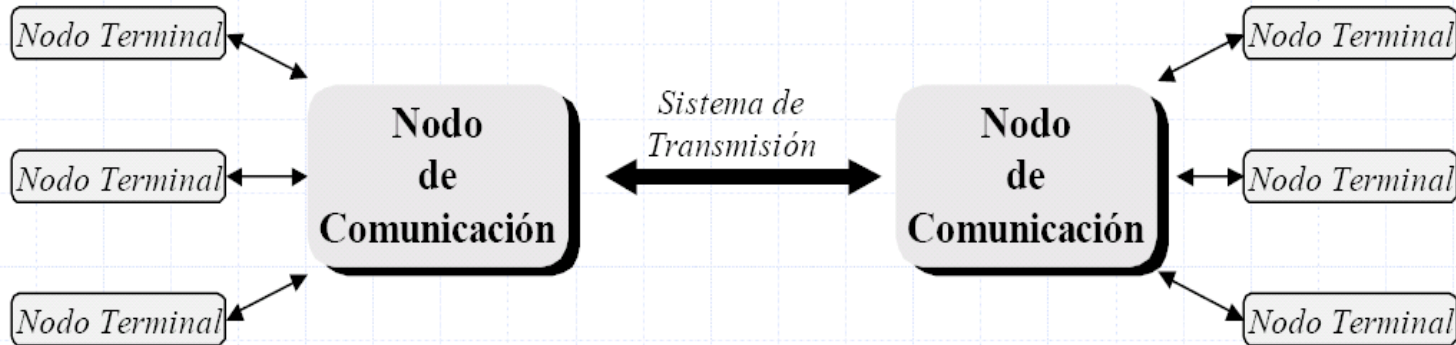 Nodo Terminal
Nodo Terminal
Nodo Terminal
Nodo
de
Comunicación
Sistema de
Transmisión
Nodo
de
Comunicación
Nodo Terminal
Nodo Terminal
Nodo Terminal